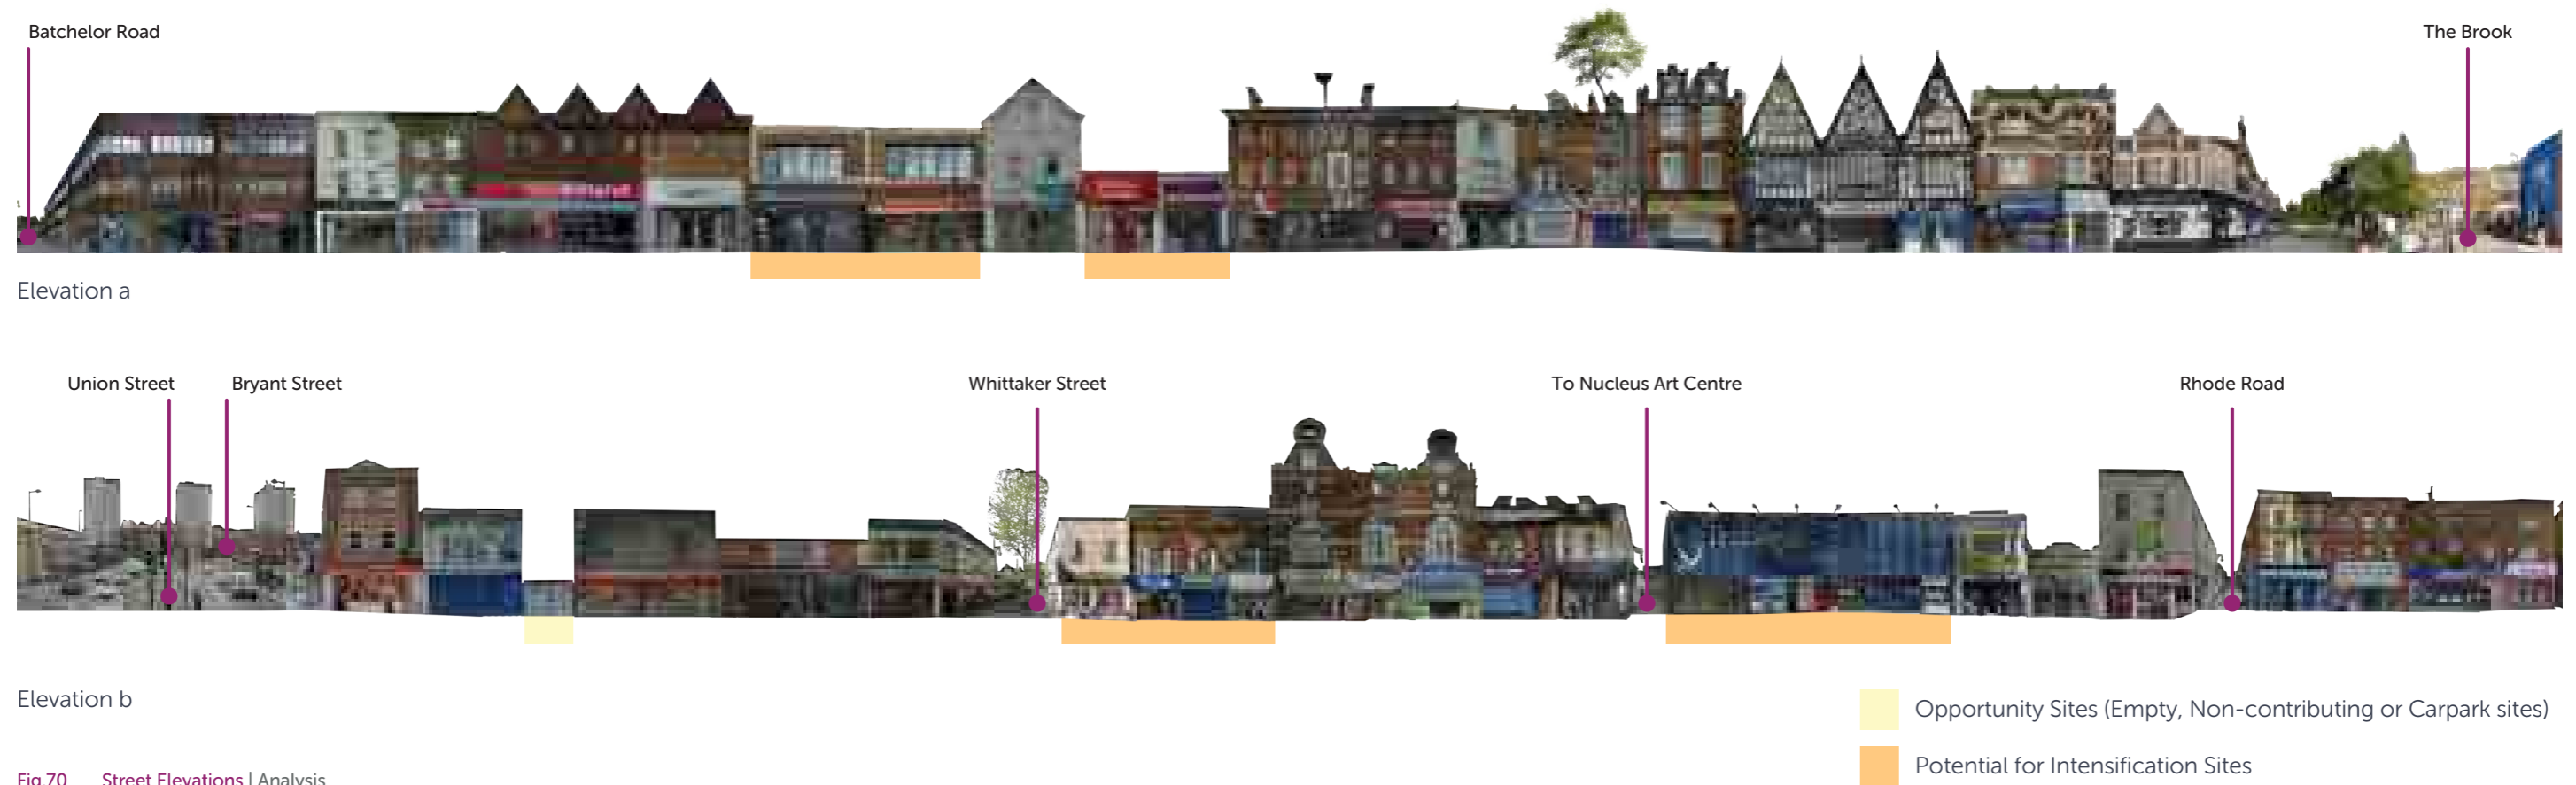 Batchelor Road
The Brook
Elevation a
Union Street
Bryant Street
Whittaker Street
To Nucleus Art Centre
Rhode Road
Elevation b
Opportunity Sites (Empty, Non-contributing or Carpark sites)
Potential for Intensification Sites
Fig.70 Street Elevations | Analysis